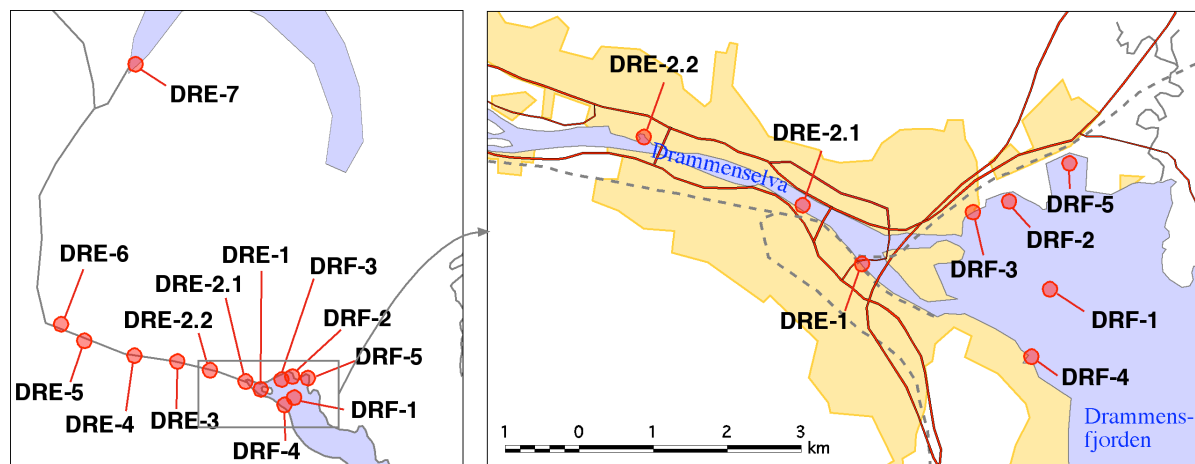 DRE-7
DRE-6
DRE-1
DRF-3
DRE-2.1
DRE-2.2
DRF-2
DRF-5
DRE-5
DRE-4
DRE-3
DRF-1
DRF-4
DRE-2.2
DRE-2.1
Drammenselva
DRF-5
DRF-2
DRF-3
DRE-1
DRF-1
DRF-4
Drammens-
fjorden
1 0 1 2 3
km